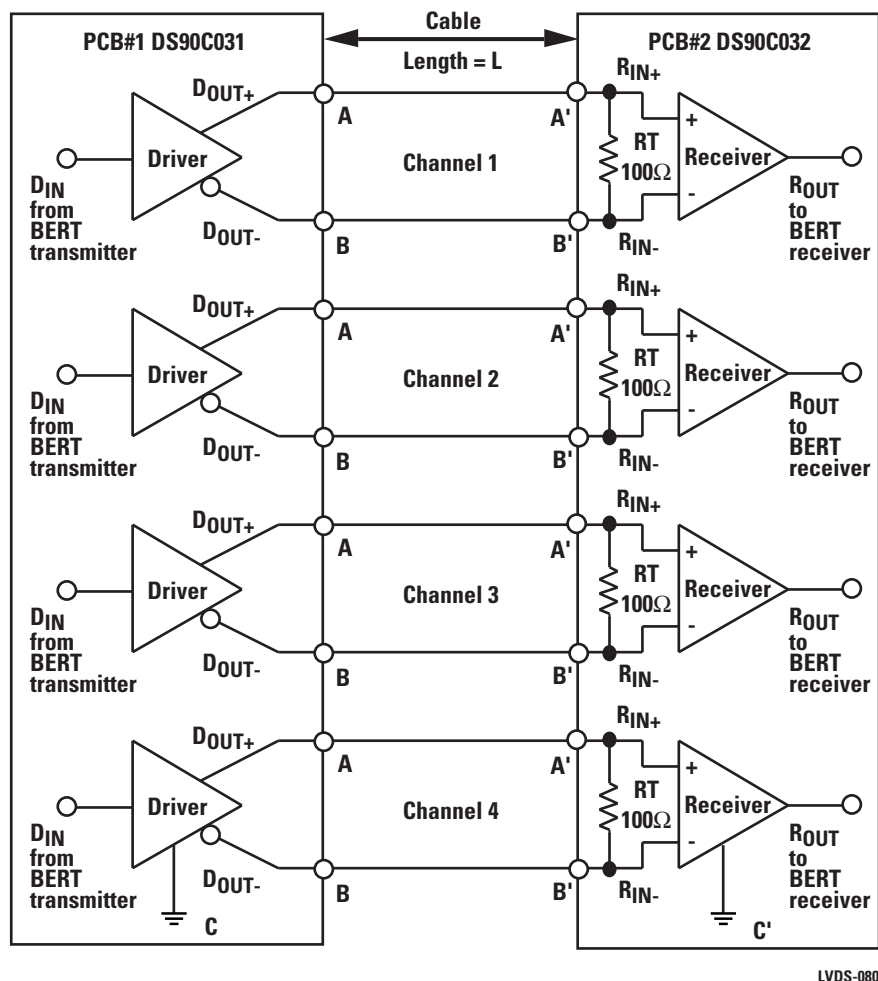 Cable
PCB#1 DS90C031
PCB#2 DS90C032
Length = L
DOUT+
A
A'
RIN+
+
Driver
Channel 1
RT
100Ω
Receiver
-
DIN
from
BERT
transmitter
DOUT-
B
B'
RIN-
ROUT
to
BERT
receiver
DOUT+
A
A'
RIN+
+
Driver
Channel 2
RT
100Ω
Receiver
-
DIN
from
BERT
transmitter
DOUT-
B
B'
RIN-
ROUT
to
BERT
receiver
DOUT+
A
A'
RIN+
+
Driver
Channel 3
RT
100Ω
Receiver
-
DIN
from
BERT
transmitter
DOUT-
B
B'
RIN-
ROUT
to
BERT
receiver
DOUT+
A
A'
RIN+
+
Driver
Channel 4
RT
100Ω
Receiver
-
DIN
from
BERT
transmitter
DOUT-
B
B'
RIN-
ROUT
to
BERT
receiver
C
C'
LVDS-080